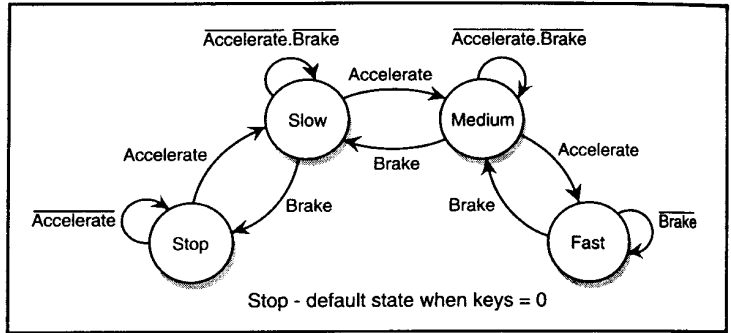 Accelerate.Brake
Accelerate.Brake
Accelerate
Slow
Medium
Accelerate
Brake
Accelerate
Accelerate
Brake
Brake
Brake
Stop
Fast
Stop - default state when keys = 0